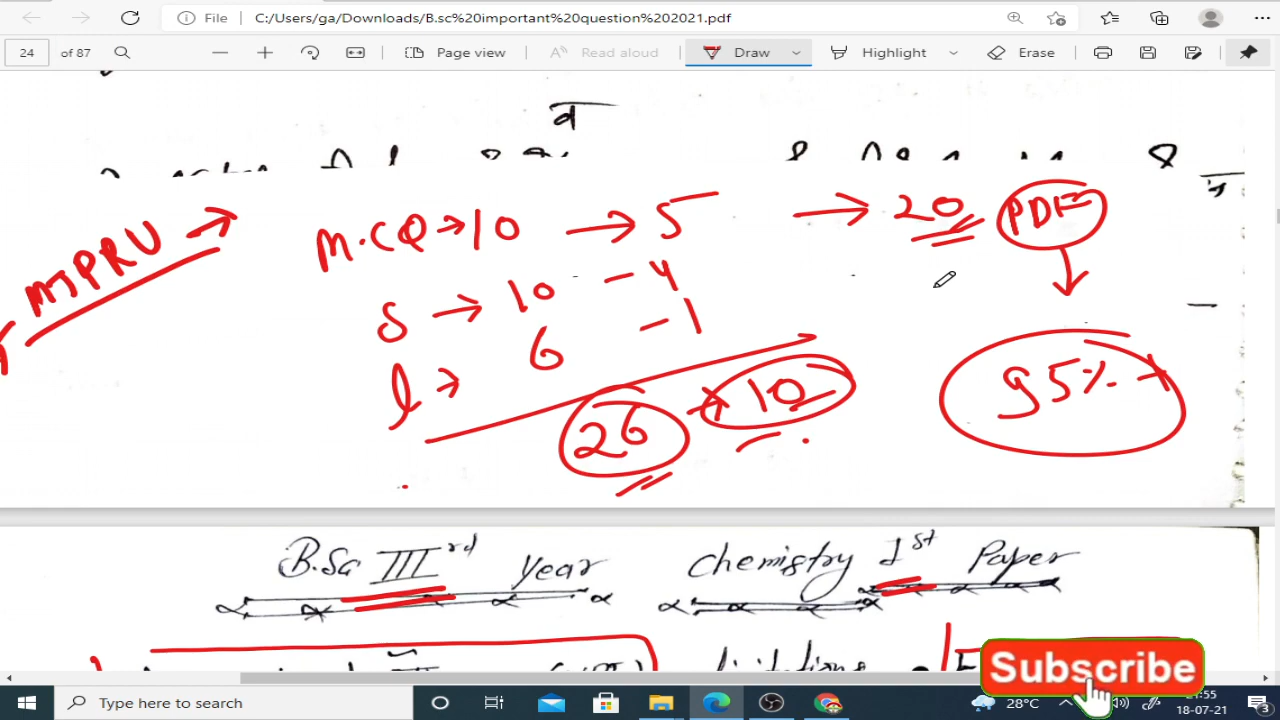 File C:/Users/ga/Downloads/B.sc%20important%20question%202021.pdf
24 of 87 Page view Read aloud Draw Highlight Erase
MJPRU →
M.CQ → 10 → 5 → 20 PDF
S → 10 - 4
l → 6 - 1
26 → 10
95%
B.Sc IIIrd Year Chemistry 1st Paper
Subscribe
Type here to search 28°C 18-07-21